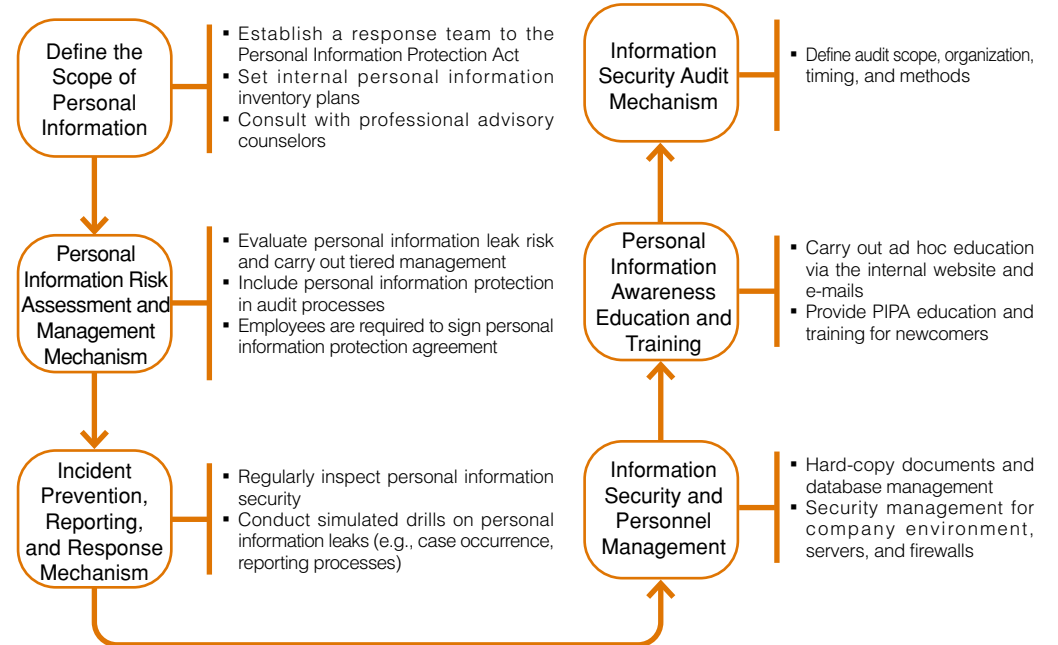 Define the
Scope of
Personal
Information
▪ Establish a response team to the
Personal Information Protection Act
▪ Set internal personal information
inventory plans
▪ Consult with professional advisory
counselors
Personal
Information Risk
Assessment and
Management
Mechanism
▪ Evaluate personal information leak risk
and carry out tiered management
▪ Include personal information protection
in audit processes
▪ Employees are required to sign personal
information protection agreement
Incident
Prevention,
Reporting,
and Response
Mechanism
▪ Regularly inspect personal information
security
▪ Conduct simulated drills on personal
information leaks (e.g., case occurrence,
reporting processes)
Information
Security and
Personnel
Management
▪ Hard-copy documents and
database management
▪ Security management for
company environment,
servers, and firewalls
Personal
Information
Awareness
Education and
Training
▪ Carry out ad hoc education
via the internal website and
e-mails
▪ Provide PIPA education and
training for newcomers
Information
Security Audit
Mechanism
▪ Define audit scope, organization,
timing, and methods